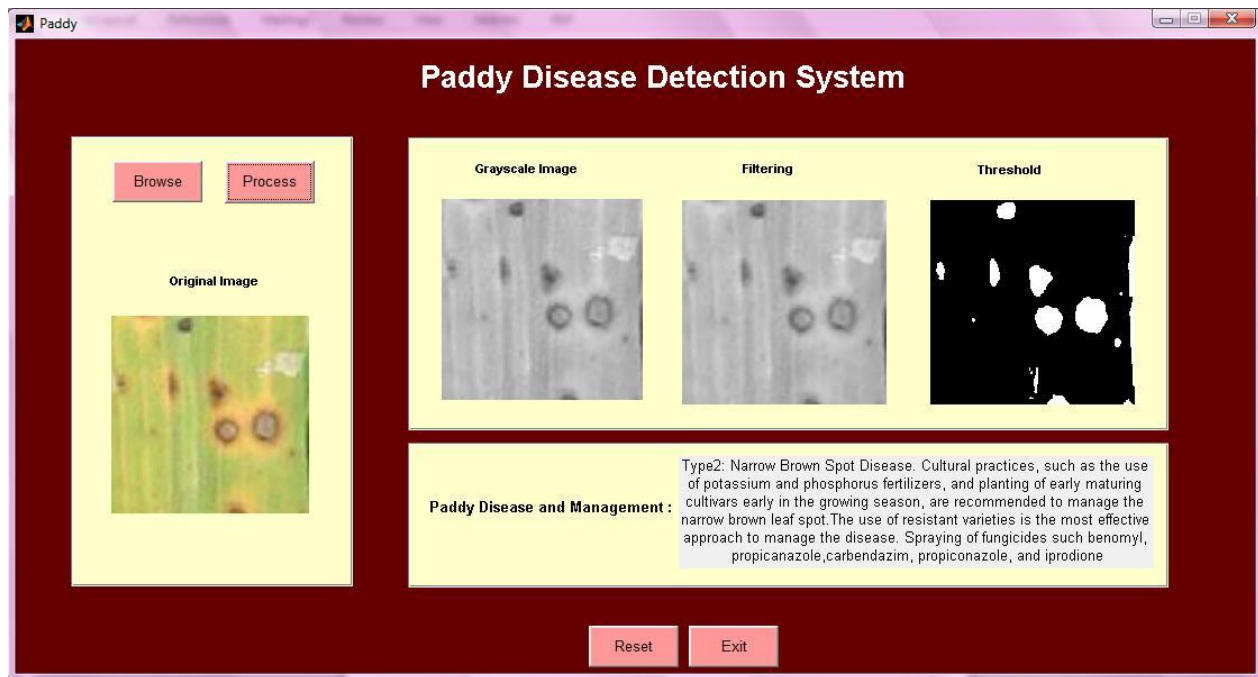 Paddy
Paddy Disease Detection System
Browse
Process
Original Image
Grayscale Image
Filtering
Threshold
Paddy Disease and Management :
Type2: Narrow Brown Spot Disease. Cultural practices, such as the use
of potassium and phosphorus fertilizers, and planting of early maturing
cultivars early in the growing season, are recommended to manage the
narrow brown leaf spot.The use of resistant varieties is the most effective
approach to manage the disease. Spraying of fungicides such benomyl,
propicanazole,carbendazim, propiconazole, and iprodione
Reset
Exit